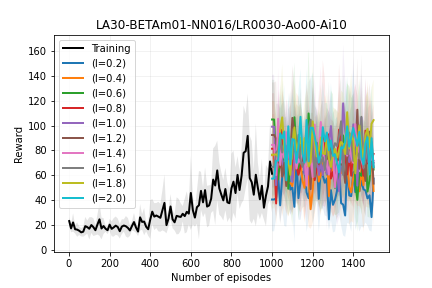 LA30-BETAm01-NN016/LR0030-Ao00-Ai10
Training
(l=0.2)
(l=0.4)
(l=0.6)
(l=0.8)
(l=1.0)
(l=1.2)
(l=1.4)
(l=1.6)
(l=1.8)
(l=2.0)
Reward
160
140
120
100
80
60
40
20
0
0 200 400 600 800 1000 1200 1400
Number of episodes